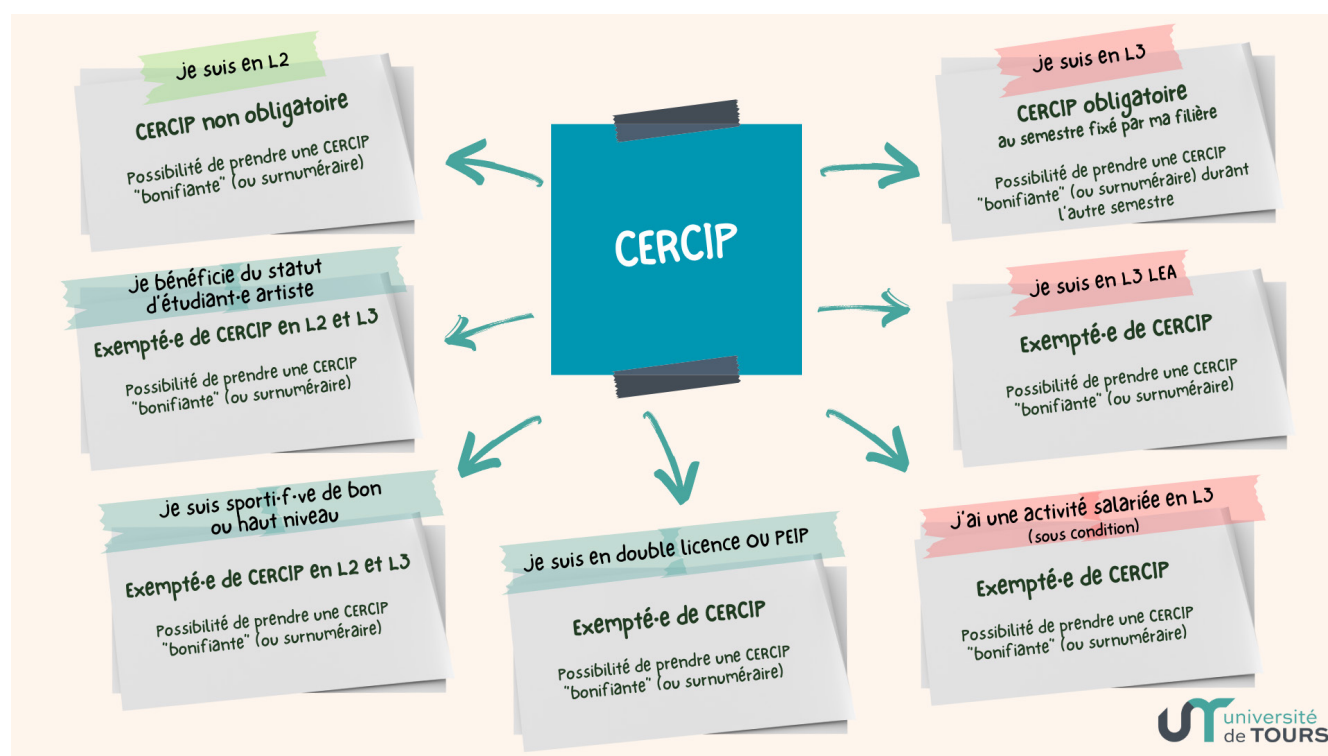 je suis en L2
CERCIP non obligatoire
Possibilité de prendre une CERCIP
"bonifiante" (ou surnuméraire)
je bénéficie du statut
d'étudiant·e artiste
Exempté·e de CERCIP en L2 et L3
Possibilité de prendre une CERCIP
"bonifiante" (ou surnuméraire)
je suis sporti·f·ve de bon
ou haut niveau
Exempté·e de CERCIP en L2 et L3
Possibilité de prendre une CERCIP
"bonifiante" (ou surnuméraire)
CERCIP
je suis en double licence OU PEIP
Exempté·e de CERCIP
Possibilité de prendre une CERCIP
"bonifiante" (ou surnuméraire)
je suis en L3
CERCIP obligatoire
au semestre fixé par ma filière
Possibilité de prendre une CERCIP
"bonifiante" (ou surnuméraire) durant
l'autre semestre
je suis en L3 LEA
Exempté·e de CERCIP
Possibilité de prendre une CERCIP
"bonifiante" (ou surnuméraire)
j'ai une activité salariée en L3
(sous condition)
Exempté·e de CERCIP
Possibilité de prendre une CERCIP
"bonifiante" (ou surnuméraire)
université
de TOURS